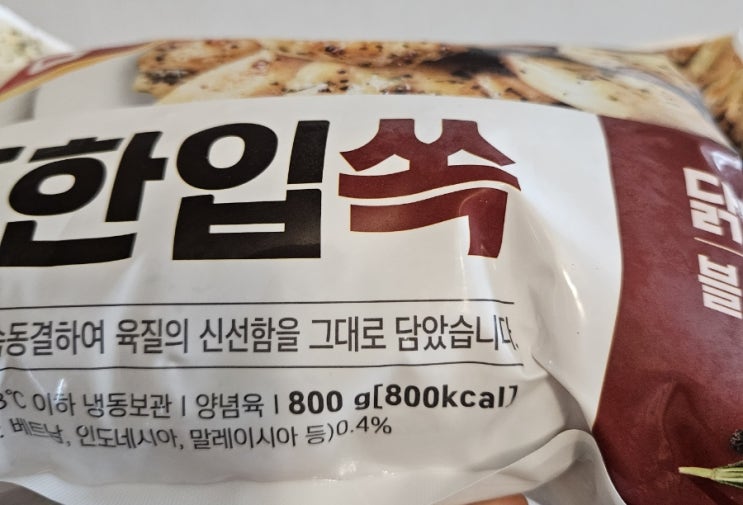 한입쏙
동결하여 육질의 신선함을 그대로 담았습니다.
℃ 이하 냉동보관 | 양념육 | 800 g[800kcal]
베트남, 인도네시아, 말레이시아 등)0.4%
닭
블